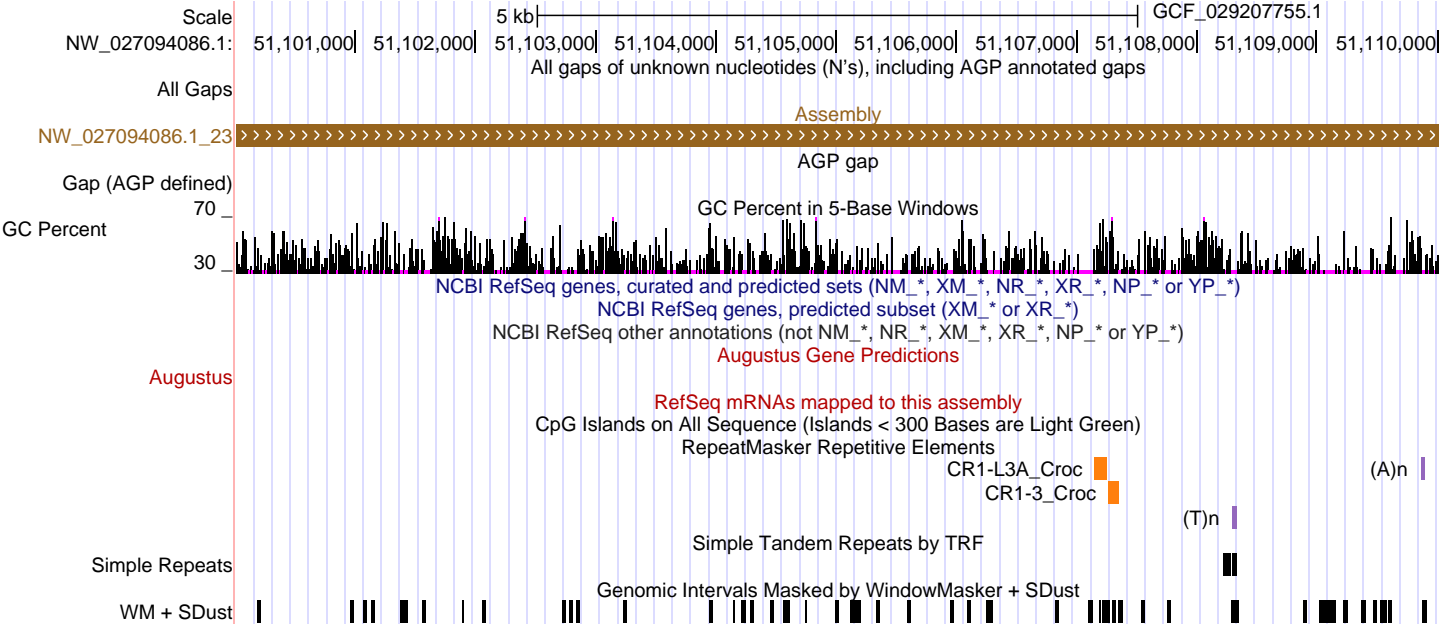 Scale 5 kb GCF_029207755.1
NW_027094086.1: 51,101,000 51,102,000 51,103,000 51,104,000 51,105,000 51,106,000 51,107,000 51,108,000 51,109,000 51,110,000
All gaps of unknown nucleotides (N's), including AGP annotated gaps
All Gaps
Assembly
NW_027094086.1_23
AGP gap
Gap (AGP defined)
70
GC Percent in 5-Base Windows
GC Percent
30
NCBI RefSeq genes, curated and predicted sets (NM_*, XM_*, NR_*, XR_*, NP_* or YP_*)
NCBI RefSeq genes, predicted subset (XM_* or XR_*)
NCBI RefSeq other annotations (not NM_*, NR_*, XM_*, XR_*, NP_* or YP_*)
Augustus Gene Predictions
Augustus
RefSeq mRNAs mapped to this assembly
CpG Islands on All Sequence (Islands < 300 Bases are Light Green)
RepeatMasker Repetitive Elements
CR1-L3A_Croc (A)n
CR1-3_Croc
(T)n
Simple Tandem Repeats by TRF
Simple Repeats
Genomic Intervals Masked by WindowMasker + SDust
WM + SDust